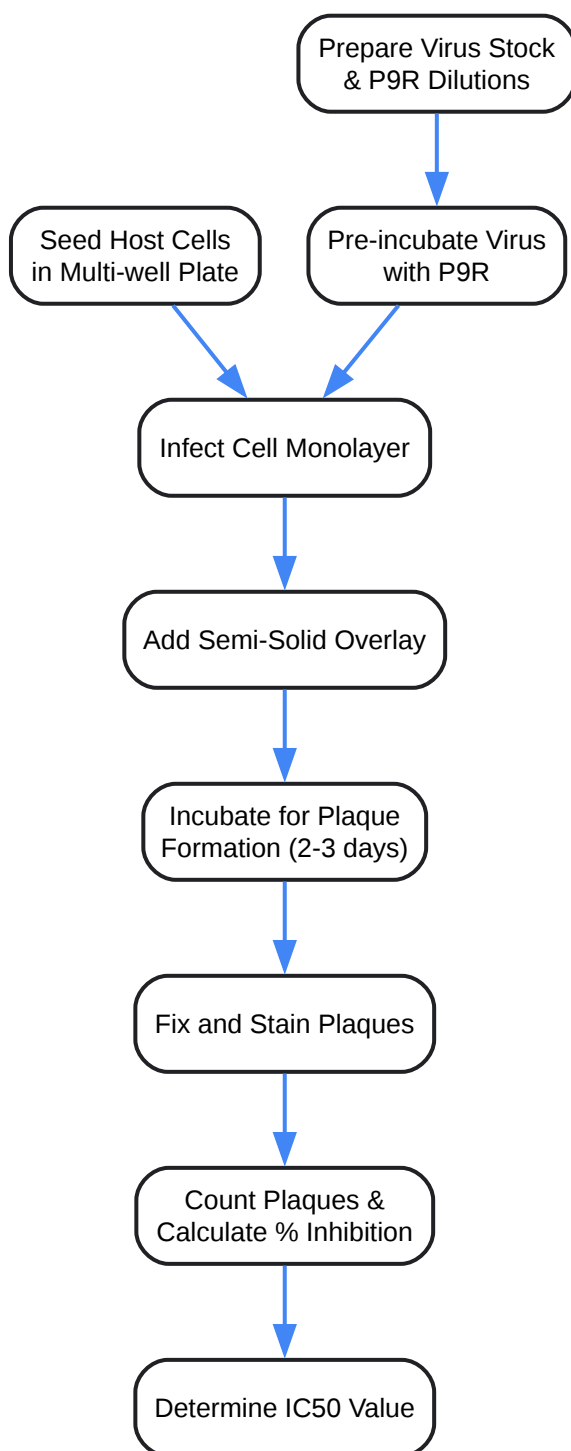 Prepare Virus Stock
& P9R Dilutions
Seed Host Cells
in Multi-well Plate
Pre-incubate Virus
with P9R
Infect Cell Monolayer
Add Semi-Solid Overlay
Incubate for Plaque
Formation (2-3 days)
Fix and Stain Plaques
Count Plaques &
Calculate % Inhibition
Determine IC50 Value